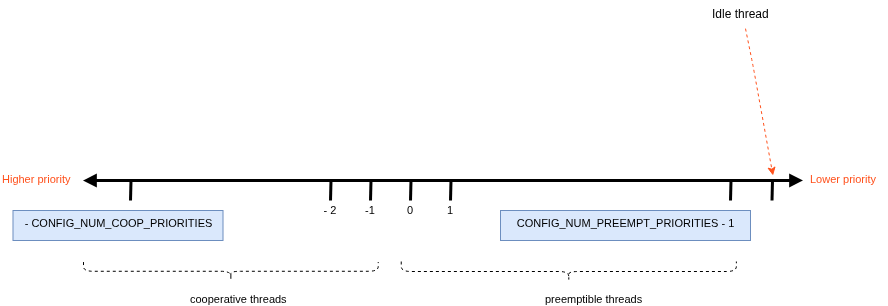 Idle thread
Higher priority
Lower priority
- 2
-1
0
1
- CONFIG_NUM_COOP_PRIORITIES
CONFIG_NUM_PREEMPT_PRIORITIES - 1
cooperative threads
preemptible threads